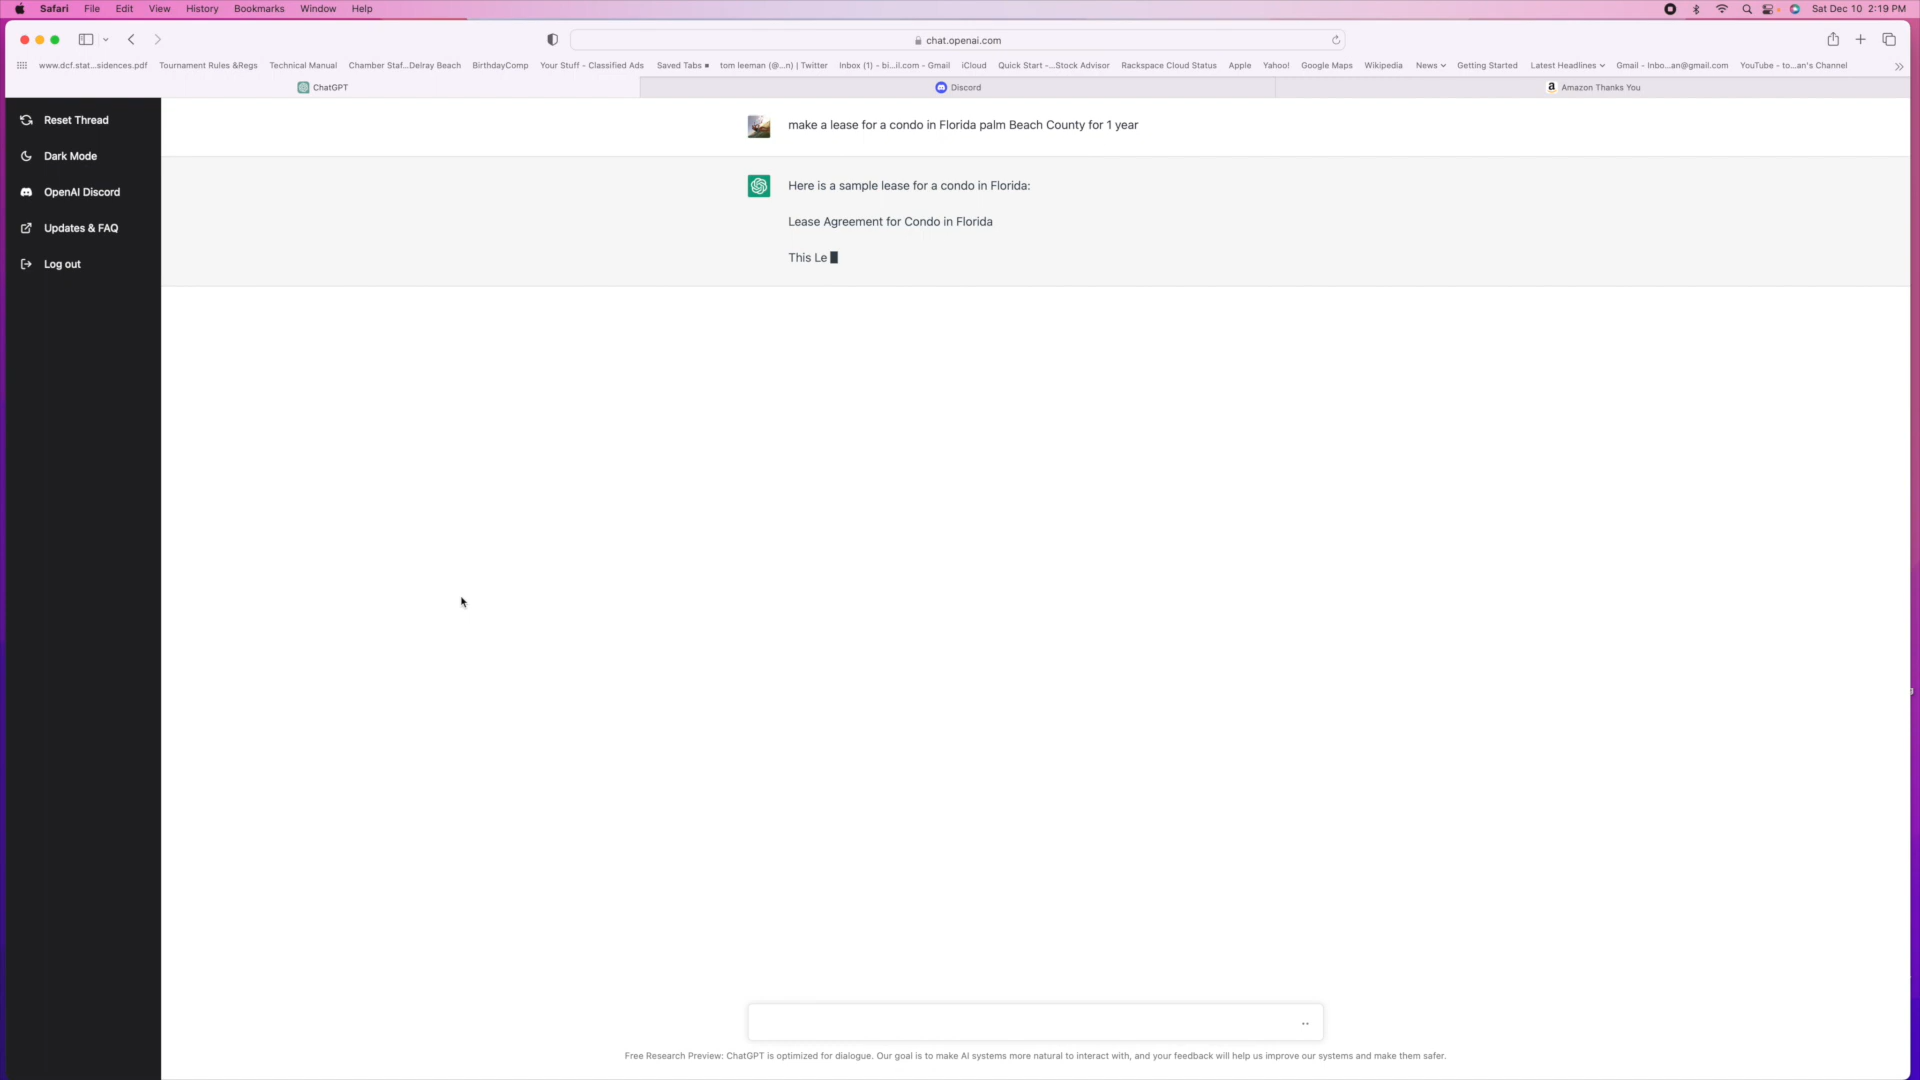 Safari File Edit View History Bookmarks Window Help Sat Dec 10 2:19 PM
chat.openai.com
www.dcf.stat...sidences.pdf Tournament Rules &Regs Technical Manual Chamber Staf...Delray Beach BirthdayComp Your Stuff - Classified Ads Saved Tabs tom leeman (@...n) | Twitter Inbox (1) - bi...il.com - Gmail iCloud Quick Start -...Stock Advisor Rackspace Cloud Status Apple Yahoo! Google Maps Wikipedia News Getting Started Latest Headlines Gmail - Inbo...an@gmail.com YouTube - to...an's Channel
ChatGPT Discord Amazon Thanks You
Reset Thread
Dark Mode
OpenAI Discord
Updates & FAQ
Log out
make a lease for a condo in Florida palm Beach County for 1 year
Here is a sample lease for a condo in Florida:
Lease Agreement for Condo in Florida
This Le
Free Research Preview: ChatGPT is optimized for dialogue. Our goal is to make AI systems more natural to interact with, and your feedback will help us improve our systems and make them safer.